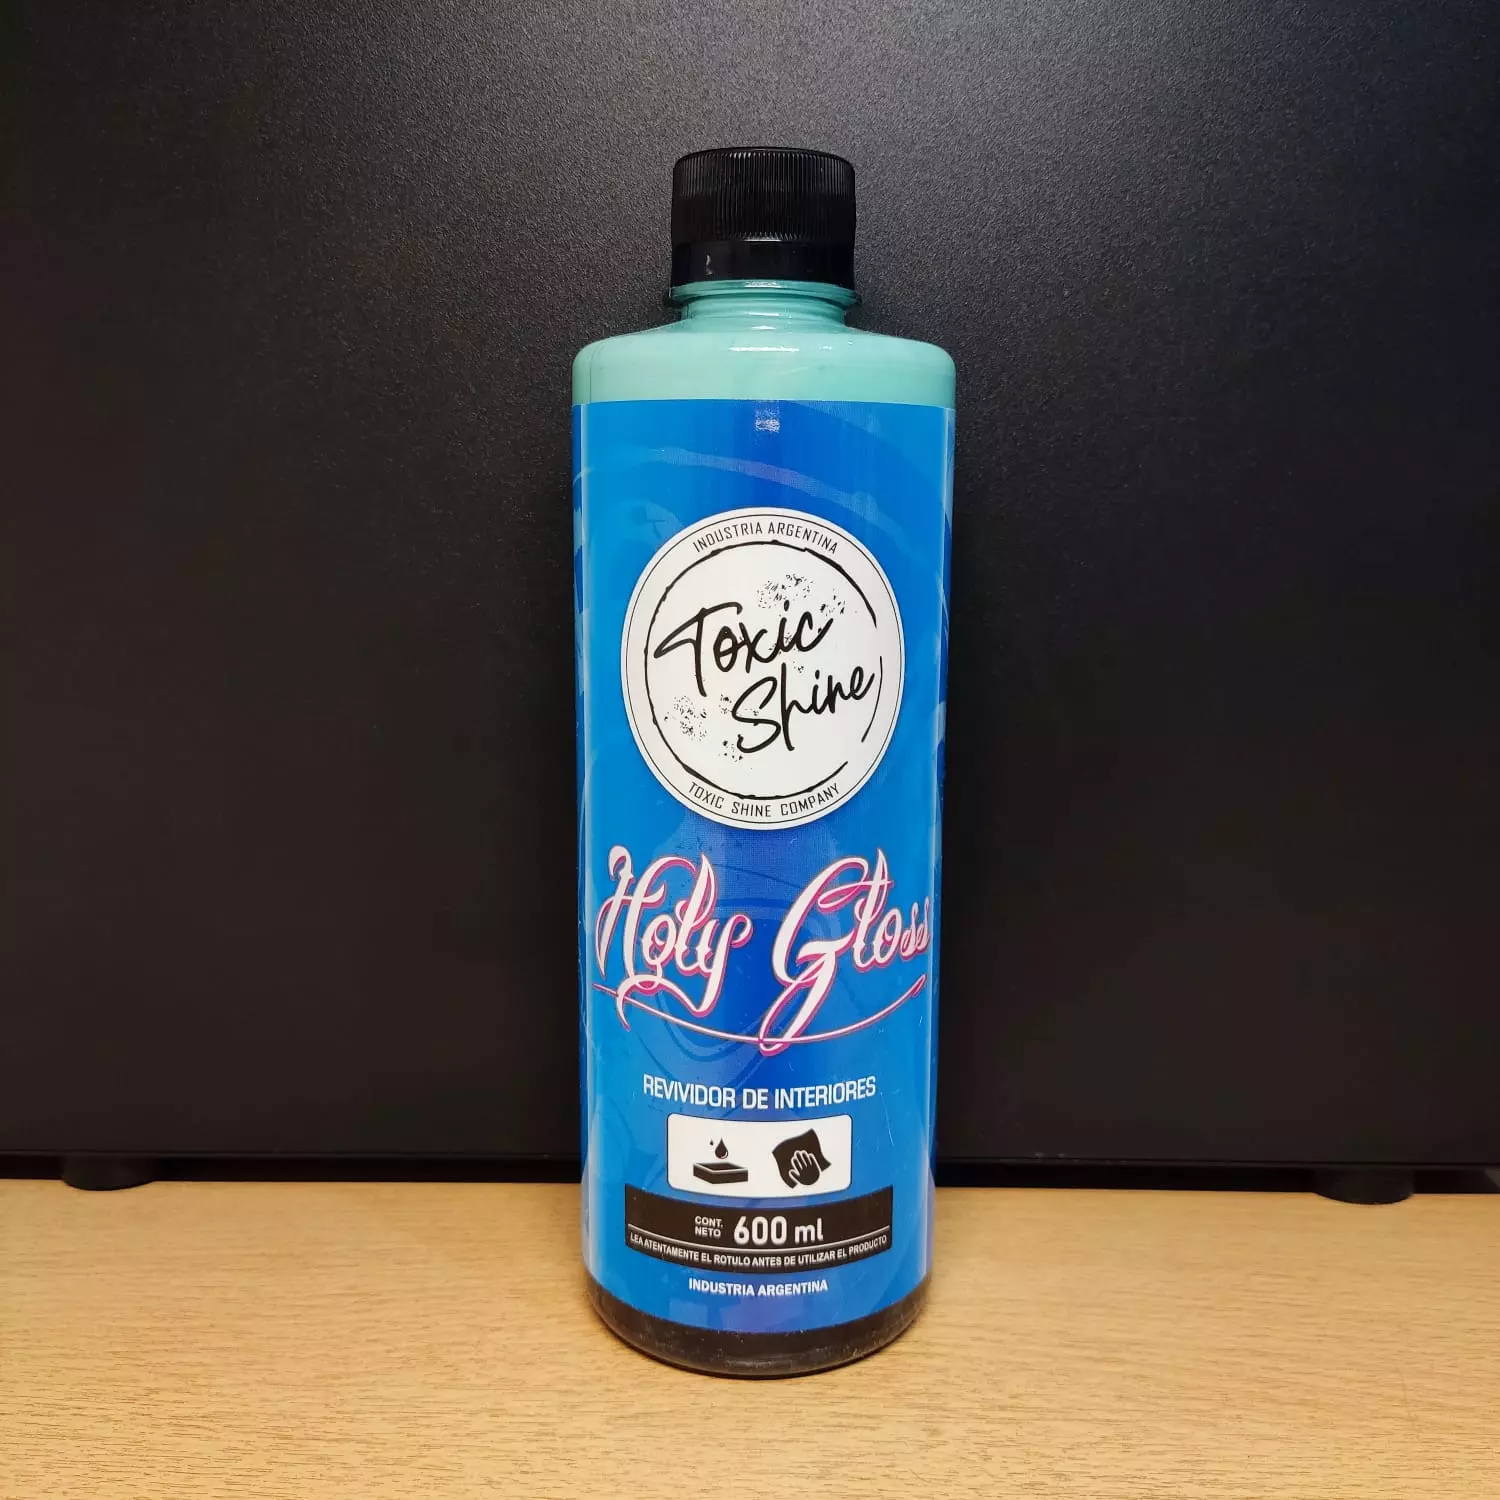 INDUSTRIA ARGENTINA
Toxic
Shine
TOXIC SHINE COMPANY
Holy Gloss
REVIVIDOR DE INTERIORES
CONT.
NETO 600 ml
LEA ATENTAMENTE EL ROTULO ANTES DE UTILIZAR EL PRODUCTO
INDUSTRIA ARGENTINA